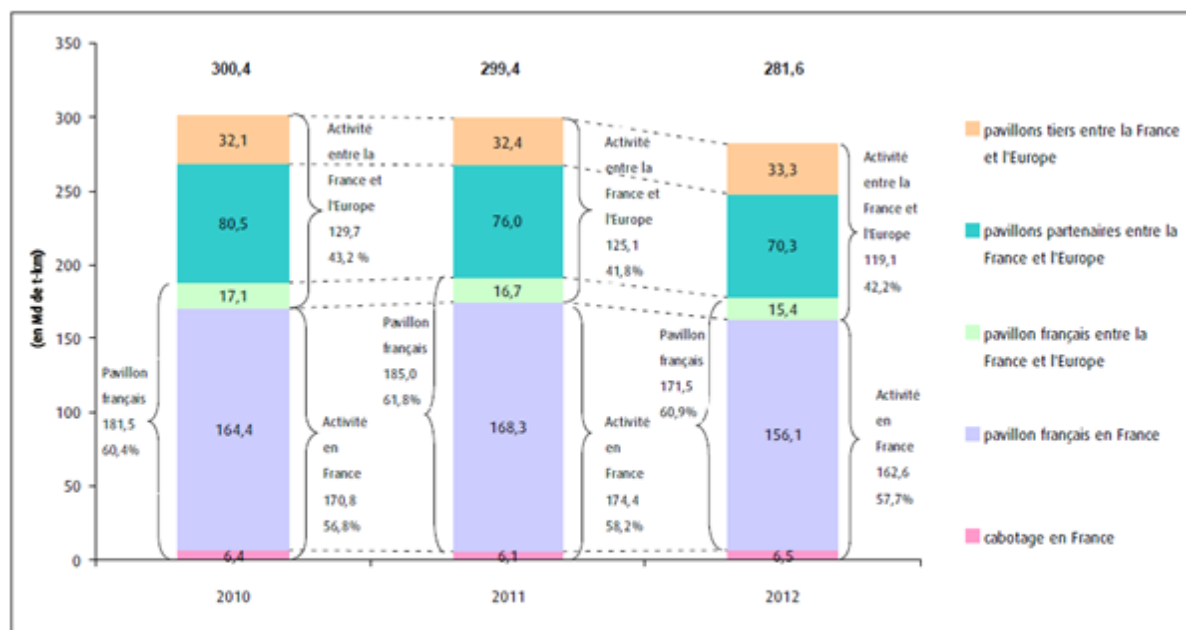 (en Md de t-km)
350
300
250
200
150
100
50
0
300,4
299,4
281,6
32,1
80,5
17,1
164,4
6,4
Pavillon
français
181,5
60,4%
Activité
entre la
France et
l'Europe
129,7
43,2 %
Activité
en
France
170,8
56,8%
32,4
76,0
16,7
168,3
6,1
Pavillon
français
185,0
61,8%
Activité
entre la
France et
l'Europe
125,1
41,8%
Activité
en
France
174,4
58,2%
33,3
70,3
15,4
156,1
6,5
Pavillon
français
171,5
60,9%
Activité
entre la
France et
l'Europe
119,1
42,2%
Activité
en
France
162,6
57,7%
2010
2011
2012
pavillons tiers entre la France
et l'Europe
pavillons partenaires entre la
France et l'Europe
pavillon français entre la
France et l'Europe
pavillon français en France
cabotage en France